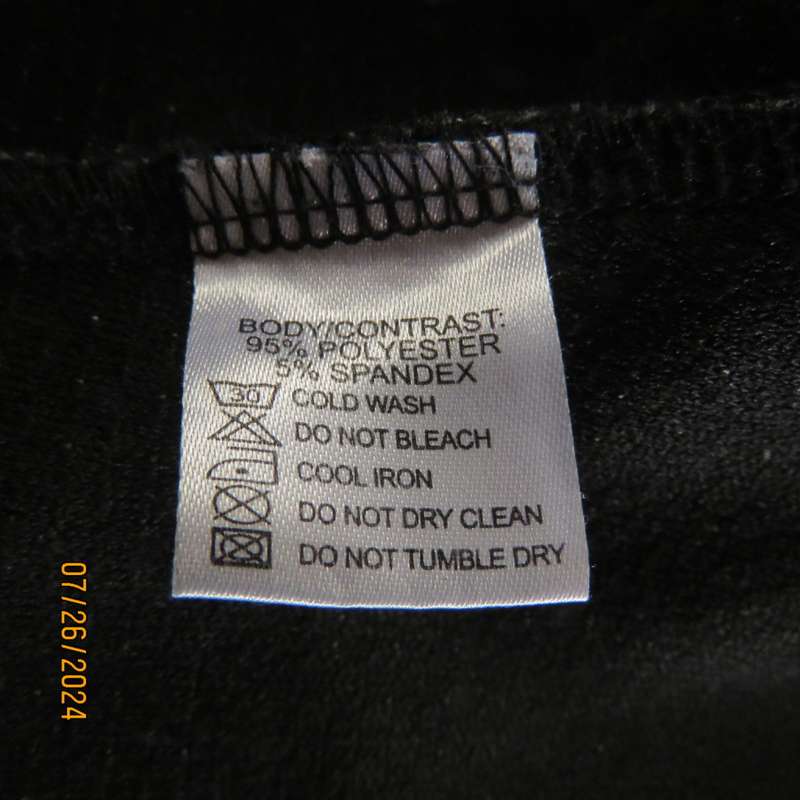 BODY/CONTRAST:
95% POLYESTER
5% SPANDEX
30 COLD WASH
DO NOT BLEACH
COOL IRON
DO NOT DRY CLEAN
DO NOT TUMBLE DRY
07/26/2024